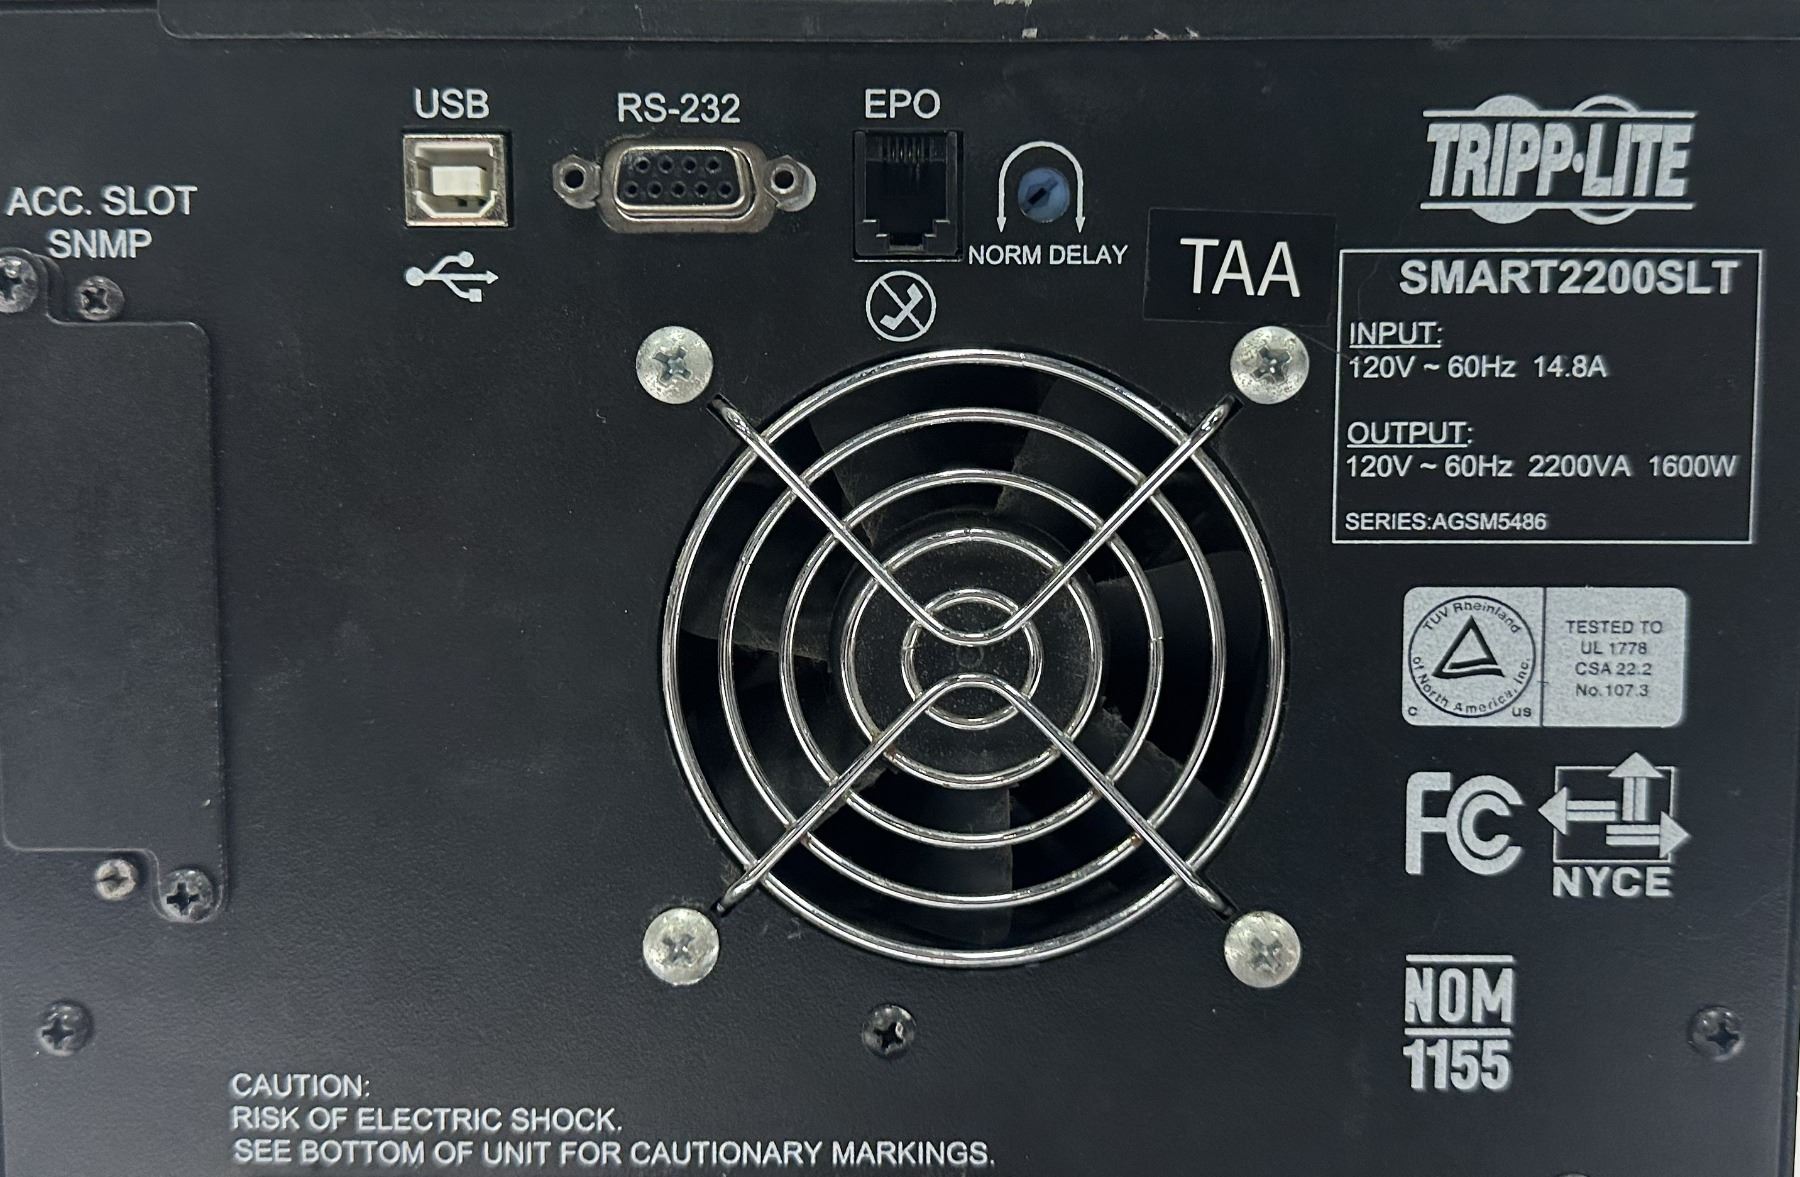 USB
RS-232
EPO
ACC. SLOT
SNMP
NORM DELAY
TAA
TRIPP·LITE
SMART2200SLT
INPUT:
120V ~ 60Hz 14.8A
OUTPUT:
120V ~ 60Hz 2200VA 1600W
SERIES:AGSM5486
TUV Rheinland
of North America, Inc.
C US
TESTED TO
UL 1778
CSA 22.2
No.107.3
FC
NYCE
NOM
1155
CAUTION:
RISK OF ELECTRIC SHOCK.
SEE BOTTOM OF UNIT FOR CAUTIONARY MARKINGS.